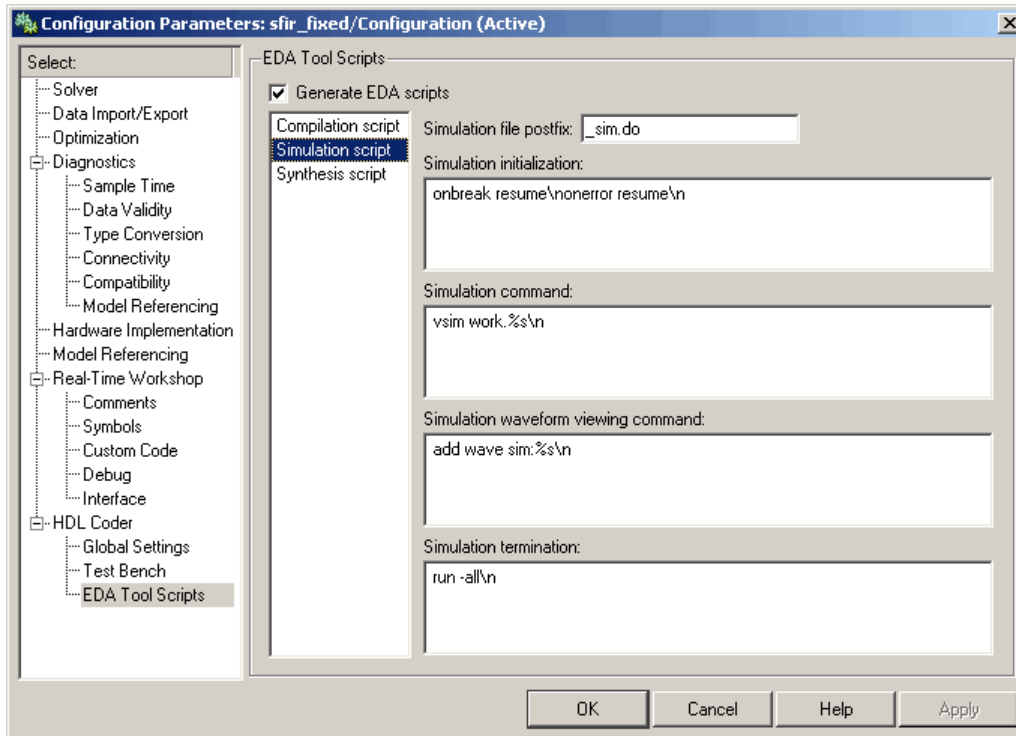 Configuration Parameters: sfir_fixed/Configuration (Active)
Select:
Solver
Data Import/Export
Optimization
Diagnostics
Sample Time
Data Validity
Type Conversion
Connectivity
Compatibility
Model Referencing
Hardware Implementation
Model Referencing
Real-Time Workshop
Comments
Symbols
Custom Code
Debug
Interface
HDL Coder
Global Settings
Test Bench
EDA Tool Scripts
EDA Tool Scripts
Generate EDA scripts
Compilation script
Simulation script
Synthesis script
Simulation file postfix: _sim.do
Simulation initialization:
onbreak resume\nonerror resume\n
Simulation command:
vsim work.%s\n
Simulation waveform viewing command:
add wave sim:%s\n
Simulation termination:
run -all\n
OK Cancel Help Apply